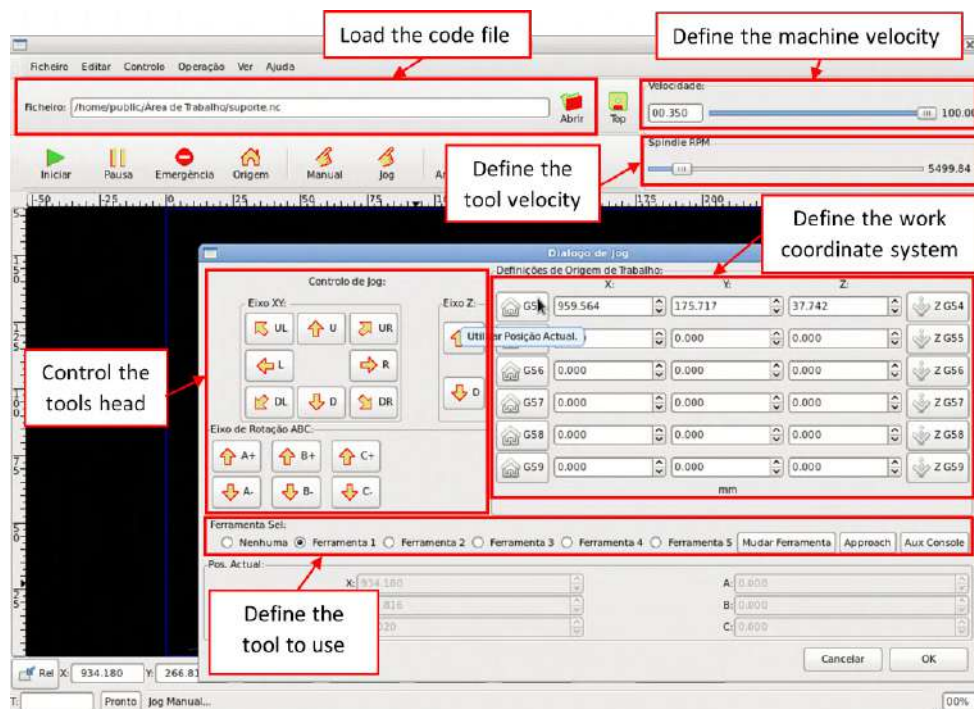 Load the code file
Define the machine velocity
Ficheiro Editar Controlo Operação Ver Ajuda
Ficheiro: /home/public/Área de Trabalho/suporte.nc
Abrir
Top
Velocidade:
00.350
100.00
Spindle RPM
5499.84
Iniciar Pausa Emergência Origem Manual Jog
Define the
tool velocity
-50 -25 0 25 50 75
175 200
Define the work
coordinate system
Dialogo de Jog
Controlo de Jog:
Eixo XY:
UL U UR
L R
DL D DR
Eixo Z:
D
Eixo de Rotação ABC:
A+ B+ C+
A- B- C-
Control the
tools head
Definições de Origem de Trabalho:
X: Y: Z:
959.564 175.717 37.742 Z G54
Utilizar Posição Actual.
0.000 0.000 Z G55
G56 0.000 0.000 0.000 Z G56
G57 0.000 0.000 0.000 Z G57
G58 0.000 0.000 0.000 Z G58
G59 0.000 0.000 0.000 Z G59
mm
Ferramenta Sel:
Nenhuma Ferramenta 1 Ferramenta 2 Ferramenta 3 Ferramenta 4 Ferramenta 5 Mudar Ferramenta Approach Aux Console
Pos. Actual:
X: 934.180 A: 0.000
B: 0.000
C: 0.000
Define the
tool to use
Cancelar OK
Rel X: 934.180 Y: 266.81
T: Pronto Jog Manual... 00%